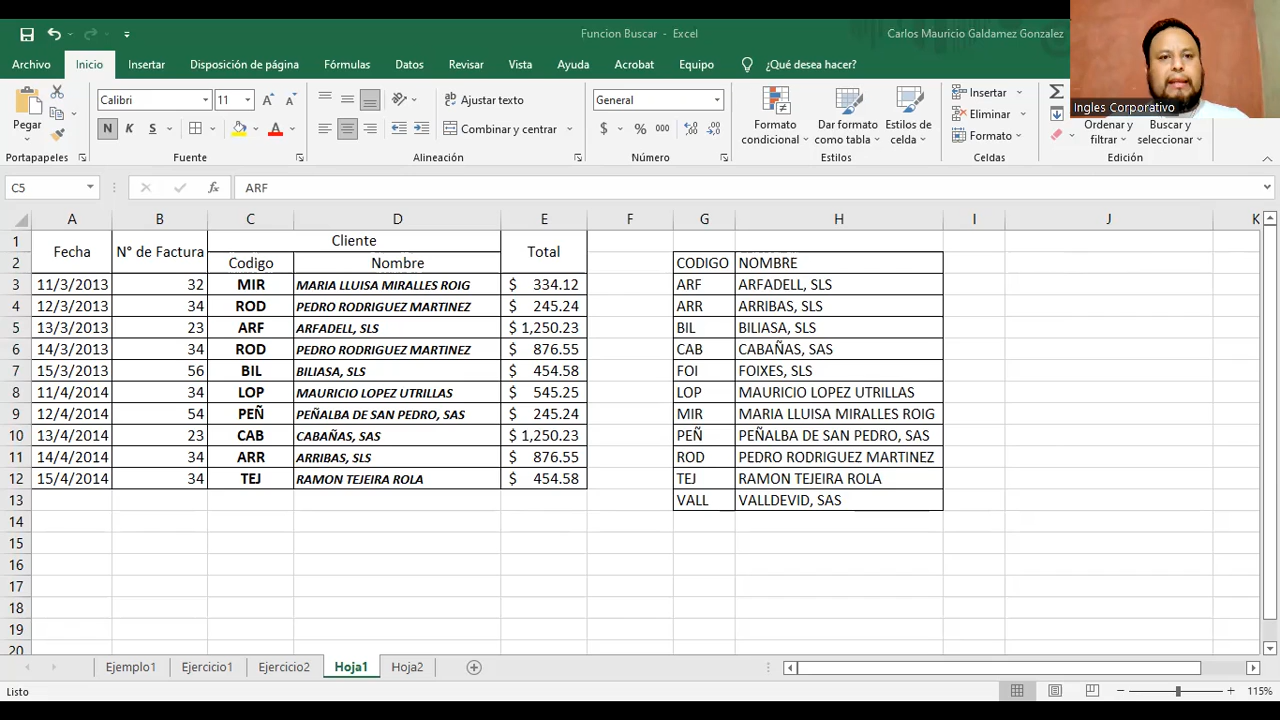 Funcion Buscar - Excel
Carlos Mauricio Galdamez Gonzalez
Archivo Inicio Insertar Disposición de página Fórmulas Datos Revisar Vista Ayuda Acrobat Equipo ¿Qué desea hacer?
Ingles Corporativo
Pegar
Calibri 11
N K S
Ajustar texto
Combinar y centrar
General
$ % 000
Formato condicional
Dar formato como tabla
Estilos de celda
Insertar
Eliminar
Formato
Ordenar y filtrar
Buscar y seleccionar
Portapapeles Fuente Alineación Número Estilos Celdas Edición
C5 fx ARF
A B C D E F G H I J K
1 Fecha N° de Factura Cliente Total
2 Codigo Nombre CODIGO NOMBRE
3 11/3/2013 32 MIR MARIA LLUISA MIRALLES ROIG $ 334.12 ARF ARFADELL, SLS
4 12/3/2013 34 ROD PEDRO RODRIGUEZ MARTINEZ $ 245.24 ARR ARRIBAS, SLS
5 13/3/2013 23 ARF ARFADELL, SLS $ 1,250.23 BIL BILIASA, SLS
6 14/3/2013 34 ROD PEDRO RODRIGUEZ MARTINEZ $ 876.55 CAB CABAÑAS, SAS
7 15/3/2013 56 BIL BILIASA, SLS $ 454.58 FOI FOIXES, SLS
8 11/4/2014 34 LOP MAURICIO LOPEZ UTRILLAS $ 545.25 LOP MAURICIO LOPEZ UTRILLAS
9 12/4/2014 54 PEÑ PEÑALBA DE SAN PEDRO, SAS $ 245.24 MIR MARIA LLUISA MIRALLES ROIG
10 13/4/2014 23 CAB CABAÑAS, SAS $ 1,250.23 PEÑ PEÑALBA DE SAN PEDRO, SAS
11 14/4/2014 34 ARR ARRIBAS, SLS $ 876.55 ROD PEDRO RODRIGUEZ MARTINEZ
12 15/4/2014 34 TEJ RAMON TEJEIRA ROLA $ 454.58 TEJ RAMON TEJEIRA ROLA
13 VALL VALLDEVID, SAS
14
15
16
17
18
19
20
Ejemplo1 Ejercicio1 Ejercicio2 Hoja1 Hoja2
Listo 115%